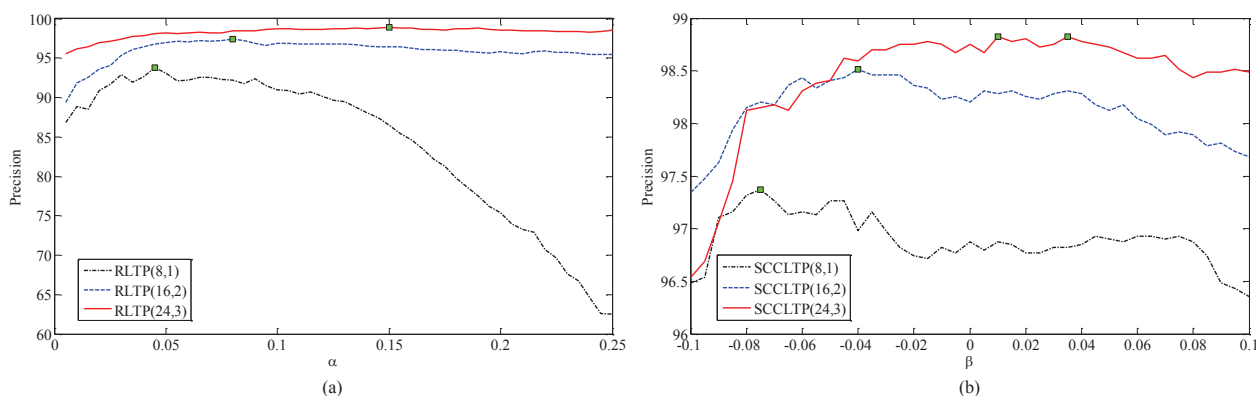 100
95
90
85
80
75
70
65
60
Precision
RLTP(8,1)
RLTP(16,2)
RLTP(24,3)
0 0.05 0.1 0.15 0.2 0.25
α
(a)
99
98.5
98
97.5
97
96.5
96
Precision
SCCLTP(8,1)
SCCLTP(16,2)
SCCLTP(24,3)
-0.1 -0.08 -0.06 -0.04 -0.02 0 0.02 0.04 0.06 0.08 0.1
β
(b)